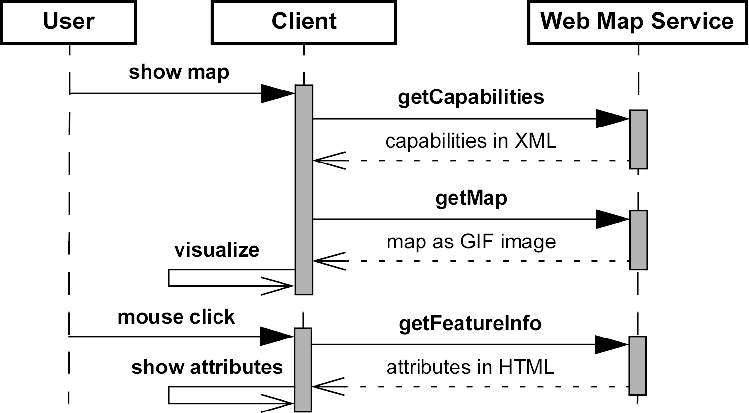 User
Client
Web Map Service
show map
getCapabilities
capabilities in XML
getMap
map as GIF image
visualize
mouse click
getFeatureInfo
show attributes
attributes in HTML